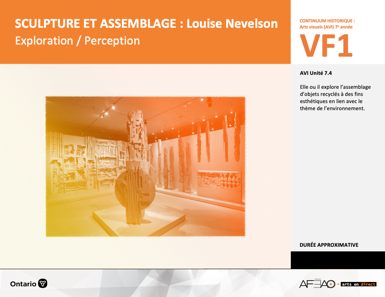 SCULPTURE ET ASSEMBLAGE : Louise Nevelson
Exploration / Perception
CONTINUUM HISTORIQUE :
Arts visuels (AVI) 7e année
VF1
AVI Unité 7.4
Elle ou il explore l'assemblage
d'objets recyclés à des fins
esthétiques en lien avec le
thème de l'environnement.
DURÉE APPROXIMATIVE
Ontario
AFEAO
arts en direct